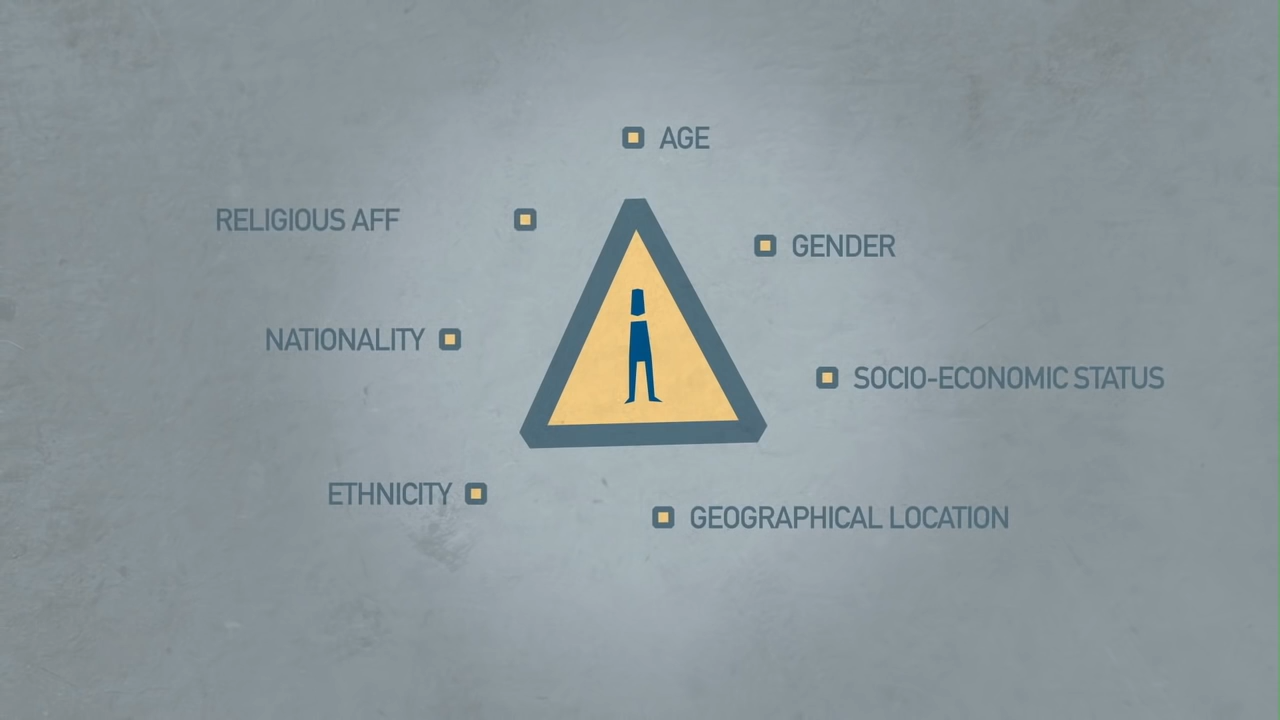 AGE
RELIGIOUS AFF
GENDER
NATIONALITY
SOCIO-ECONOMIC STATUS
ETHNICITY
GEOGRAPHICAL LOCATION